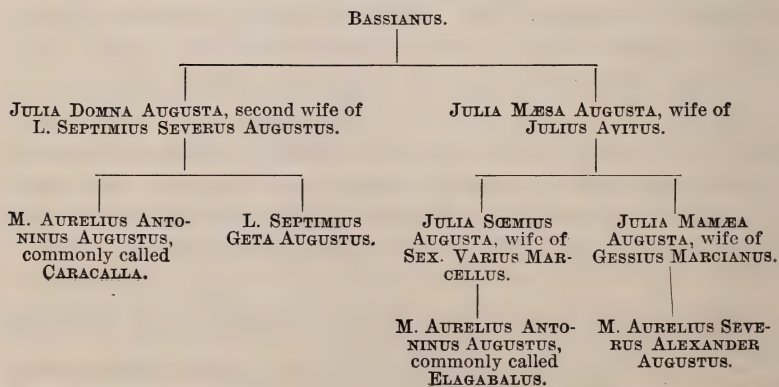 BASSIANUS.
JULIA DOMNA AUGUSTA, second wife of
L. SEPTIMIUS SEVERUS AUGUSTUS.
JULIA MÆSA AUGUSTA, wife of
JULIUS AVITUS.
M. AURELIUS ANTO-
NINUS AUGUSTUS,
commonly called
CARACALLA.
L. SEPTIMIUS
GETA AUGUSTUS.
JULIA SŒMIUS
AUGUSTA, wife of
SEX. VARIUS MAR-
CELLUS.
JULIA MAMÆA
AUGUSTA, wife of
GESSIUS MARCIANUS.
M. AURELIUS ANTO-
NINUS AUGUSTUS,
commonly called
ELAGABALUS.
M. AURELIUS SEVE-
RUS ALEXANDER
AUGUSTUS.